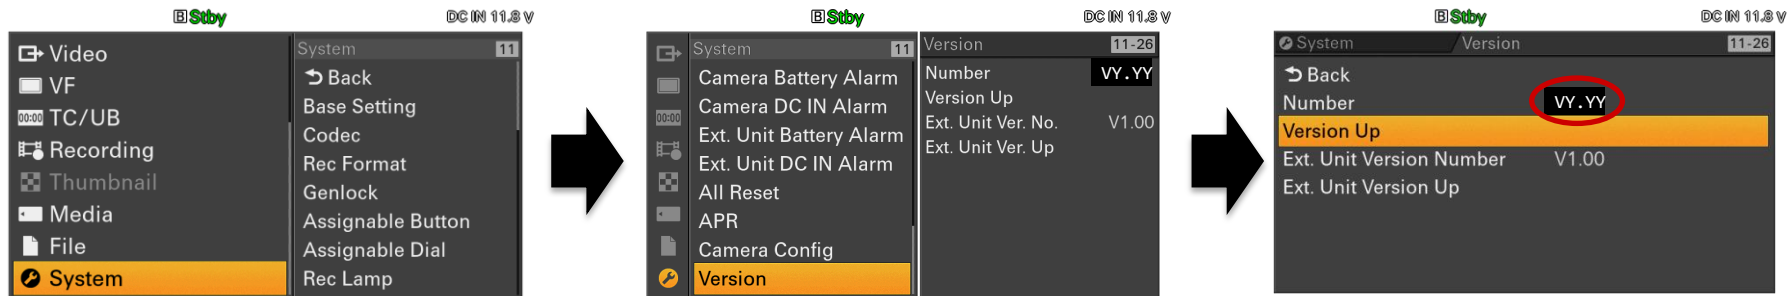 B Stby DC IN 11.8 V
Video
VF
00:00 TC/UB
Recording
Thumbnail
Media
File
System
System 11
Back
Base Setting
Codec
Rec Format
Genlock
Assignable Button
Assignable Dial
Rec Lamp
B Stby DC IN 11.8 V
00:00
System 11
Camera Battery Alarm
Camera DC IN Alarm
Ext. Unit Battery Alarm
Ext. Unit DC IN Alarm
All Reset
APR
Camera Config
Version
Version 11-26
Number VY.YY
Version Up
Ext. Unit Ver. No. V1.00
Ext. Unit Ver. Up
B Stby DC IN 11.8 V
System Version 11-26
Back
Number VY.YY
Version Up
Ext. Unit Version Number V1.00
Ext. Unit Version Up